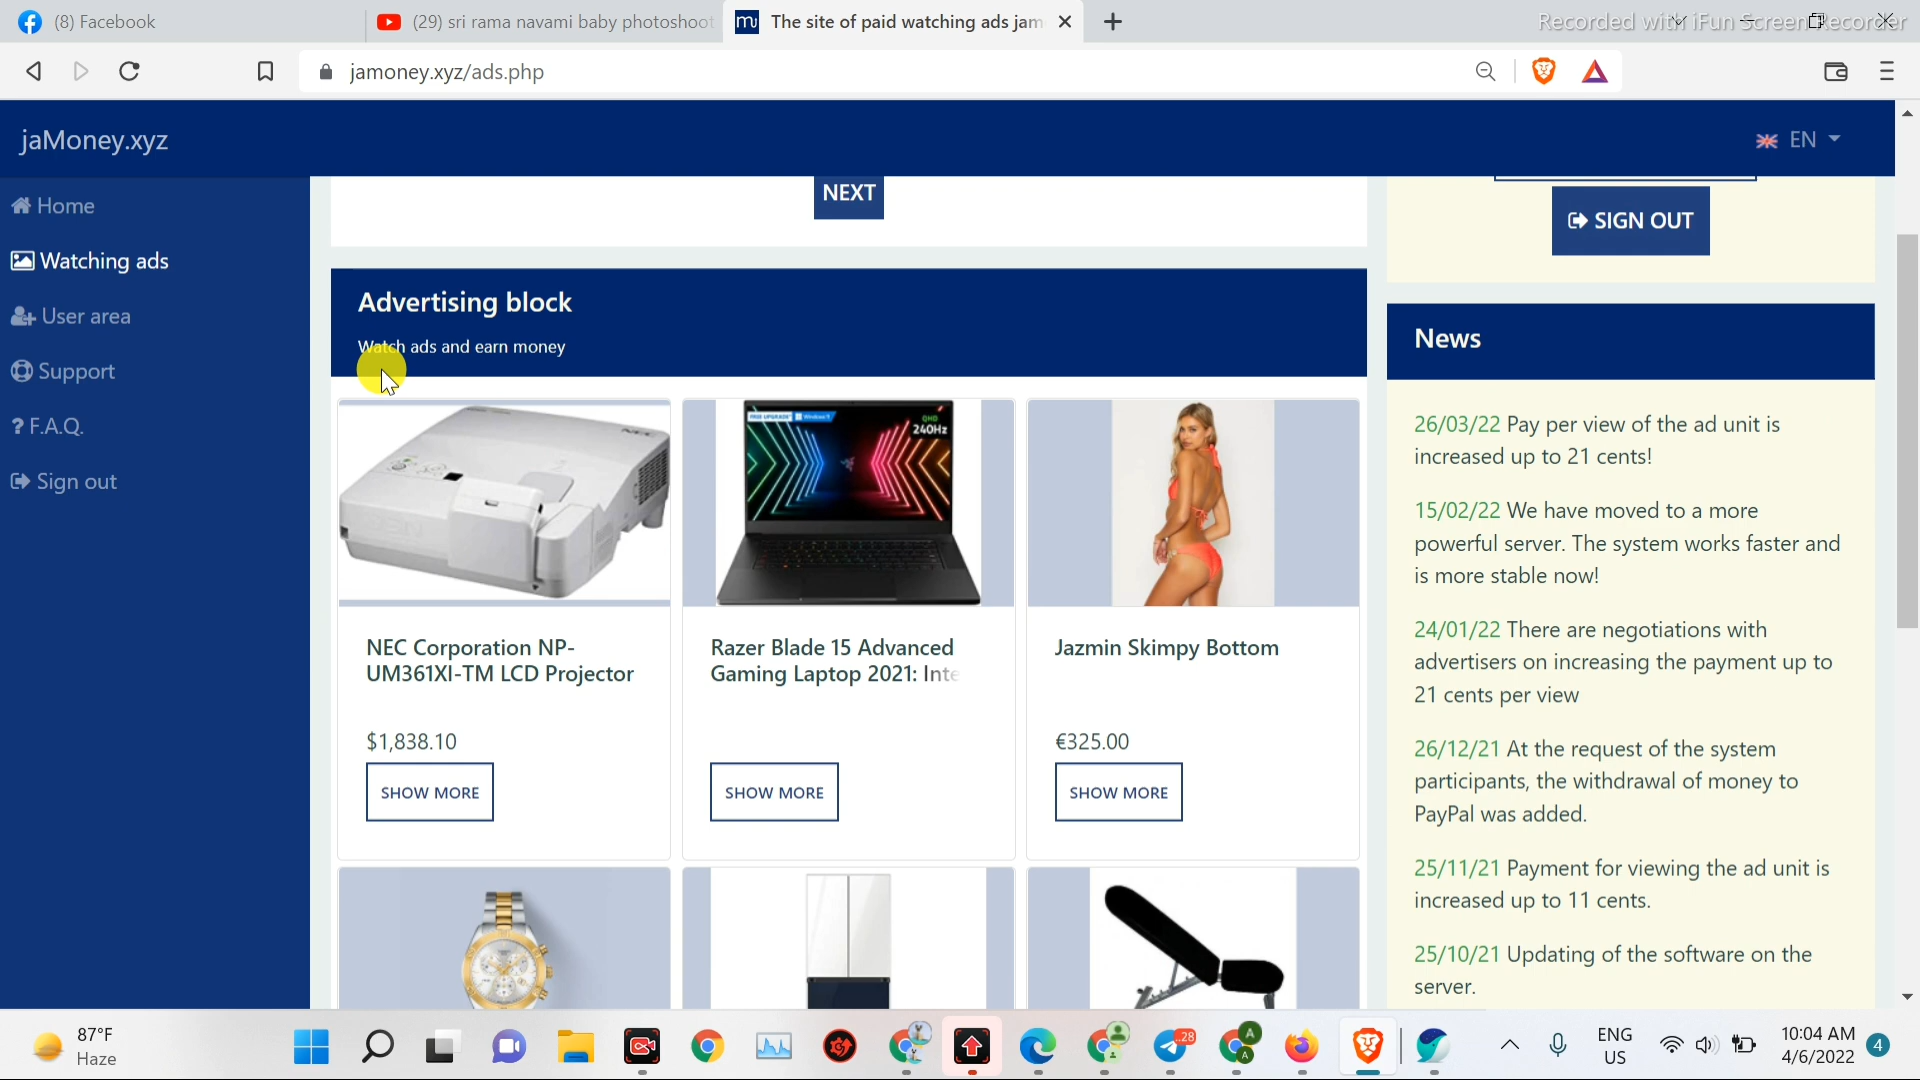 (8) Facebook
(29) sri rama navami baby photoshoot
mu The site of paid watching ads jam
Recorded with iFun Screen Recorder
jamoney.xyz/ads.php
jaMoney.xyz
EN
Home
Watching ads
User area
Support
? F.A.Q.
Sign out
NEXT
SIGN OUT
Advertising block
Watch ads and earn money
NEC Corporation NP-
UM361XI-TM LCD Projector
$1,838.10
SHOW MORE
FREE UPGRADE Windows 11
QHD
240Hz
Razer Blade 15 Advanced
Gaming Laptop 2021: Inte
SHOW MORE
Jazmin Skimpy Bottom
€325.00
SHOW MORE
News
26/03/22 Pay per view of the ad unit is
increased up to 21 cents!
15/02/22 We have moved to a more
powerful server. The system works faster and
is more stable now!
24/01/22 There are negotiations with
advertisers on increasing the payment up to
21 cents per view
26/12/21 At the request of the system
participants, the withdrawal of money to
PayPal was added.
25/11/21 Payment for viewing the ad unit is
increased up to 11 cents.
25/10/21 Updating of the software on the
server.
87°F
Haze
..28
A
A
ENG
US
10:04 AM
4/6/2022
4